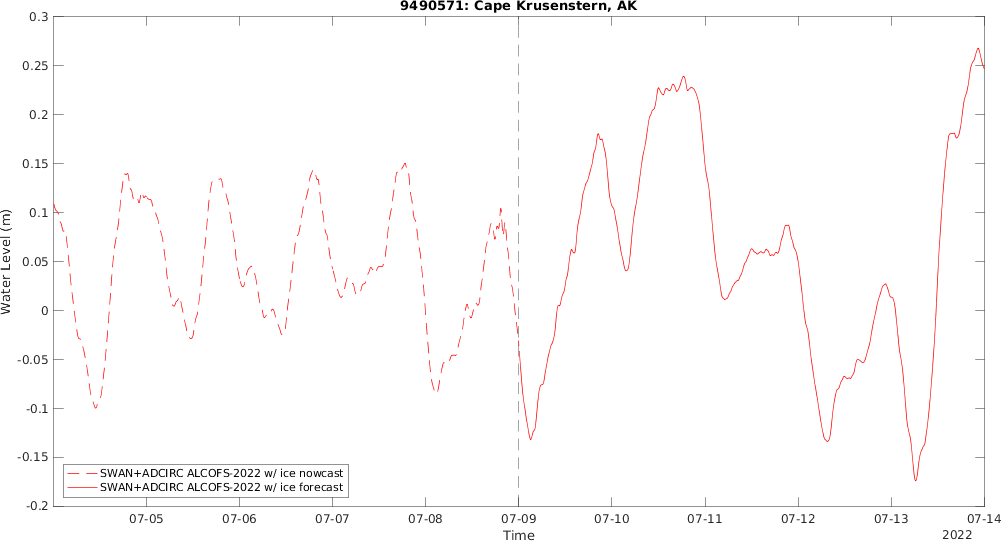 9490571: Cape Krusenstern, AK
0.3
0.25
0.2
0.15
0.1
0.05
0
-0.05
-0.1
-0.15
-0.2
Water Level (m)
SWAN+ADCIRC ALCOFS-2022 w/ ice nowcast
SWAN+ADCIRC ALCOFS-2022 w/ ice forecast
07-05 07-06 07-07 07-08 07-09 07-10 07-11 07-12 07-13 07-14
Time
2022